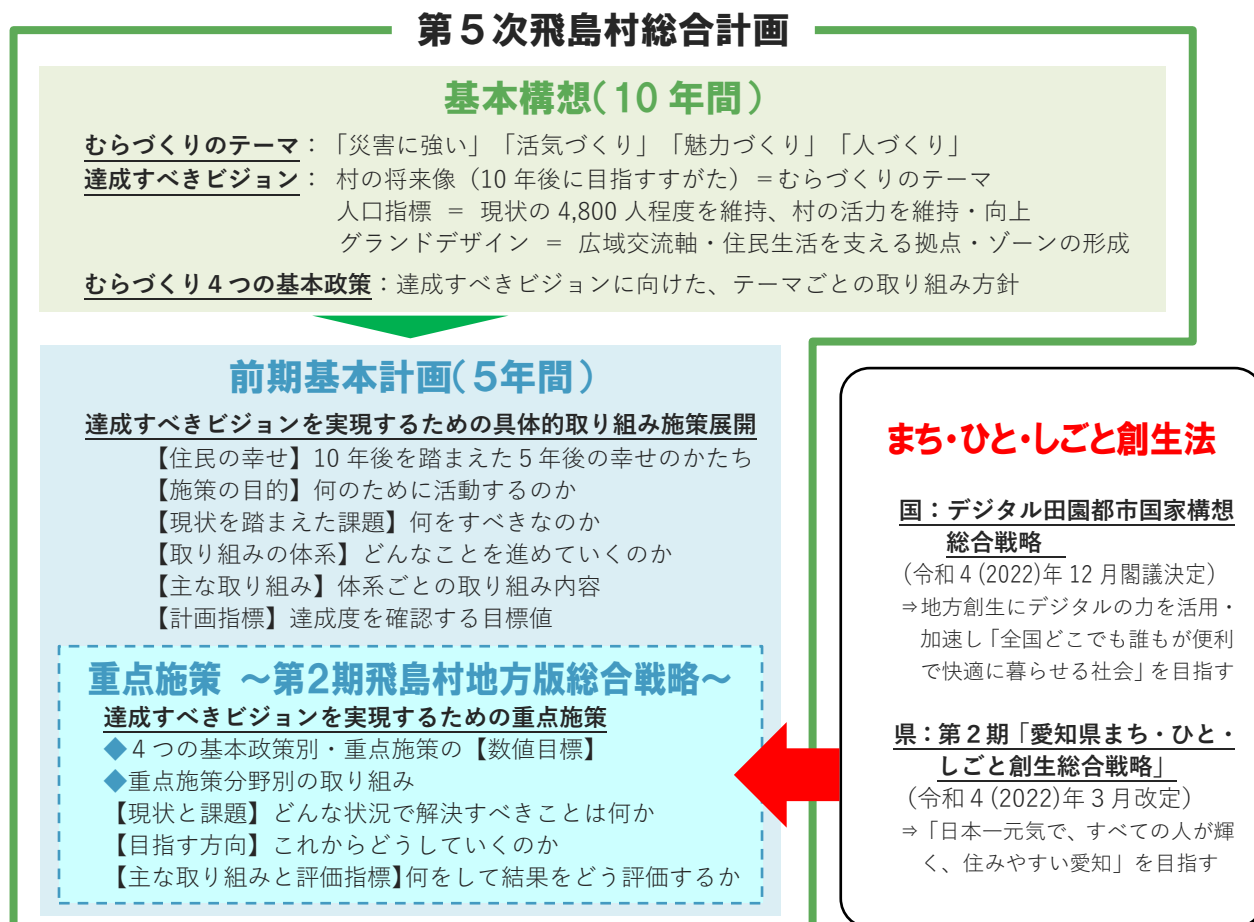 第5次飛島村総合計画
基本構想(10年間)
むらづくりのテーマ：「災害に強い」「活気づくり」「魅力づくり」「人づくり」
達成すべきビジョン： 村の将来像（10年後に目指すすがた）＝むらづくりのテーマ
人口指標 ＝ 現状の4,800人程度を維持、村の活力を維持・向上
グランドデザイン ＝ 広域交流軸・住民生活を支える拠点・ゾーンの形成
むらづくり4つの基本政策：達成すべきビジョンに向けた、テーマごとの取り組み方針
前期基本計画(5年間)
達成すべきビジョンを実現するための具体的取り組み施策展開
【住民の幸せ】10年後を踏まえた5年後の幸せのかたち
【施策の目的】何のために活動するのか
【現状を踏まえた課題】何をすべきなのか
【取り組みの体系】どんなことを進めていくのか
【主な取り組み】体系ごとの取り組み内容
【計画指標】達成度を確認する目標値
重点施策 ～第2期飛島村地方版総合戦略～
達成すべきビジョンを実現するための重点施策
◆4つの基本政策別・重点施策の【数値目標】
◆重点施策分野別の取り組み
【現状と課題】どんな状況で解決すべきことは何か
【目指す方向】これからどうしていくのか
【主な取り組みと評価指標】何をして結果をどう評価するか
まち・ひと・しごと創生法
国：デジタル田園都市国家構想
総合戦略
（令和4(2022)年12月閣議決定）
⇒地方創生にデジタルの力を活用・
加速し「全国どこでも誰もが便利
で快適に暮らせる社会」を目指す
県：第2期「愛知県まち・ひと・
しごと創生総合戦略」
（令和4(2022)年3月改定）
⇒「日本一元気で、すべての人が輝
く、住みやすい愛知」を目指す